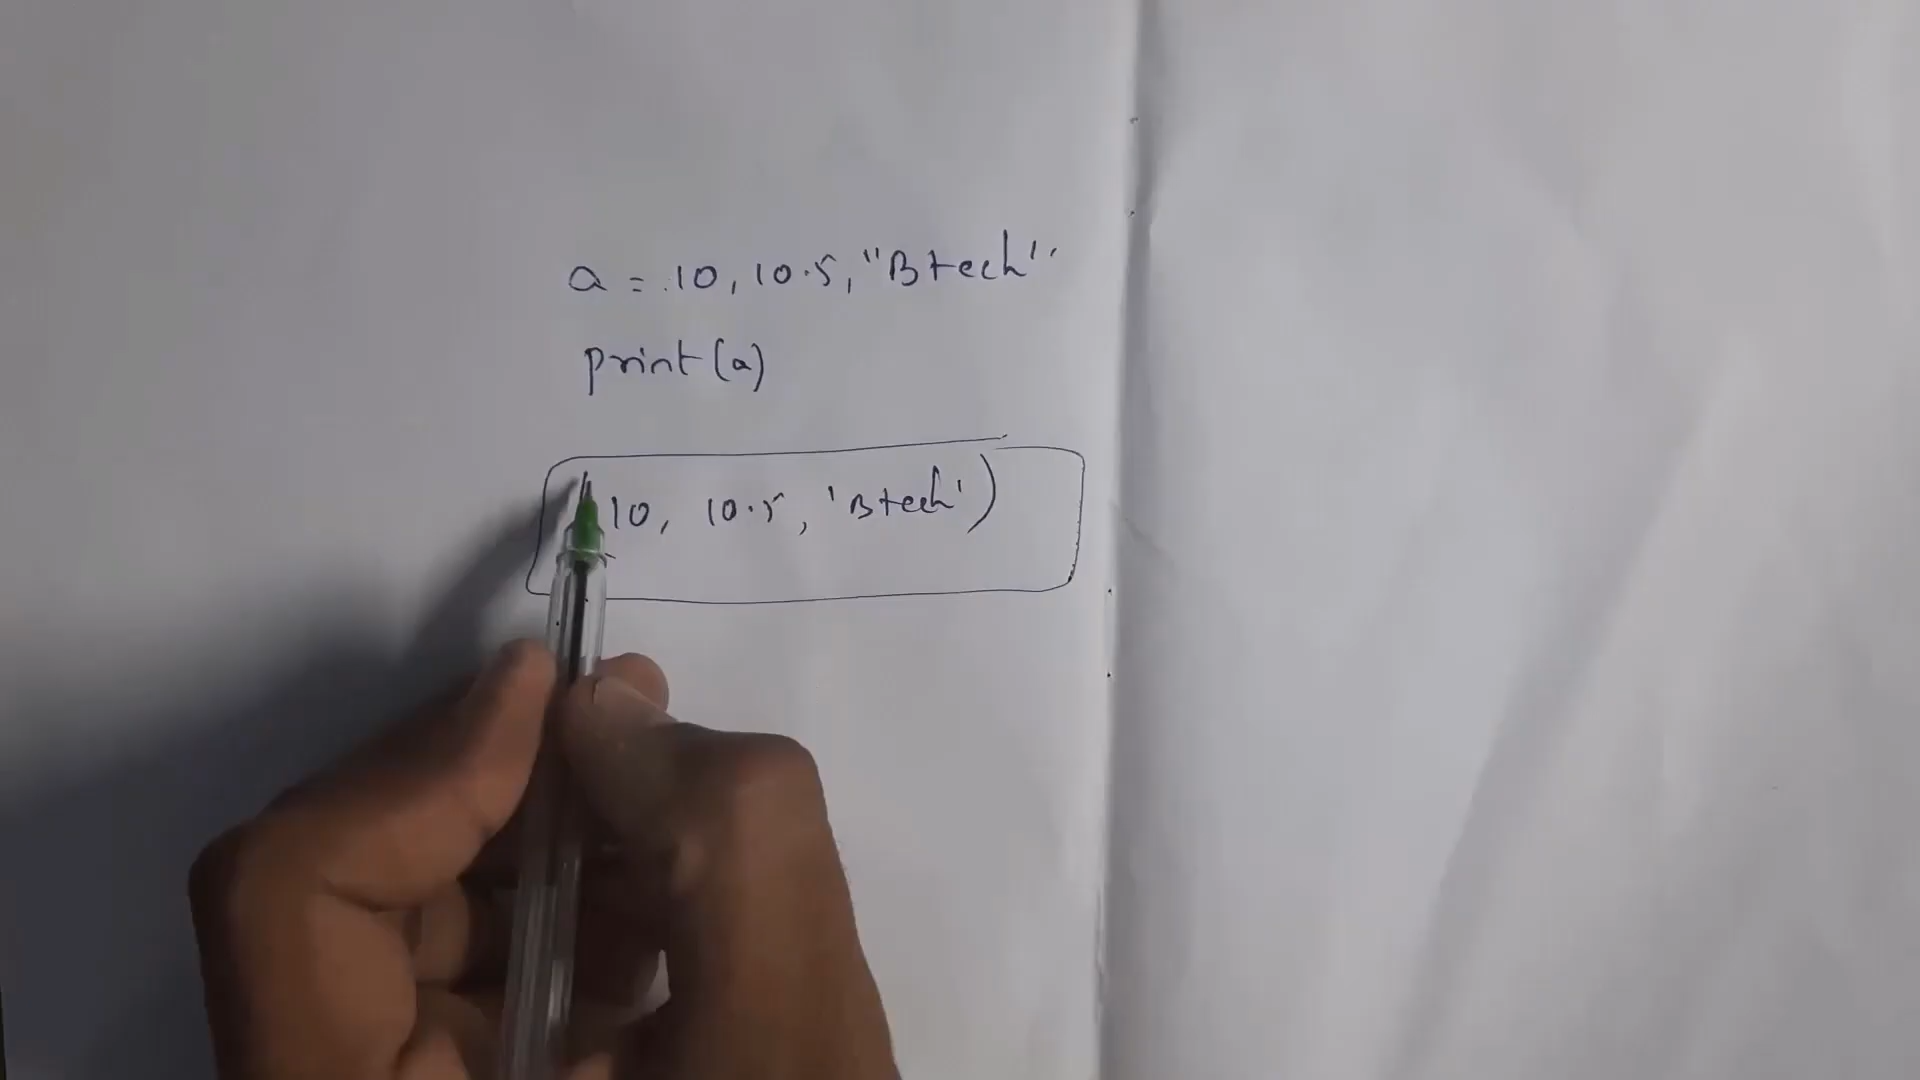 a = 10, 10.5, "Btech"
print(a)
10, 10.5, 'Btech')